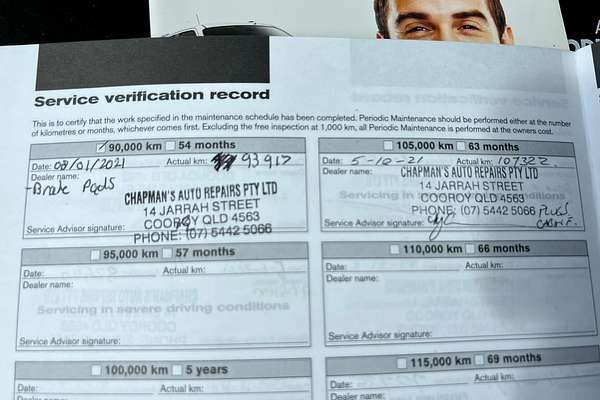 Service verification record
This is to certify that the work specified in the maintenance schedule has been completed. Periodic Maintenance should be performed either at the number
of kilometres or months, whichever comes first. Excluding the free inspection at 1,000 km, all Periodic Maintenance is performed at the owners cost.
90,000 km 54 months
Date: 03/01/2021 Actual km: 93917
Dealer name:
-Brake Pads
CHAPMAN'S AUTO REPAIRS PTY LTD
14 JARRAH STREET
COOROY QLD 4563
PHONE: (07) 5442 5066
Service Advisor signature:
105,000 km 63 months
Date: 5-10-21 Actual km: 107322
Dealer name:
CHAPMAN'S AUTO REPAIRS PTY LTD
14 JARRAH STREET
COOROY QLD 4563
PHONE: (07) 5442 5066
Service Advisor signature:
PLUGS
95,000 km 57 months
Date: Actual km:
Dealer name:
Servicing in severe driving conditions
Service Advisor signature:
110,000 km 66 months
Date: Actual km:
Dealer name:
Service Advisor signature:
100,000 km 5 years
Date: Actual km:
Dealer name:
115,000 km 69 months
Date: Actual km: